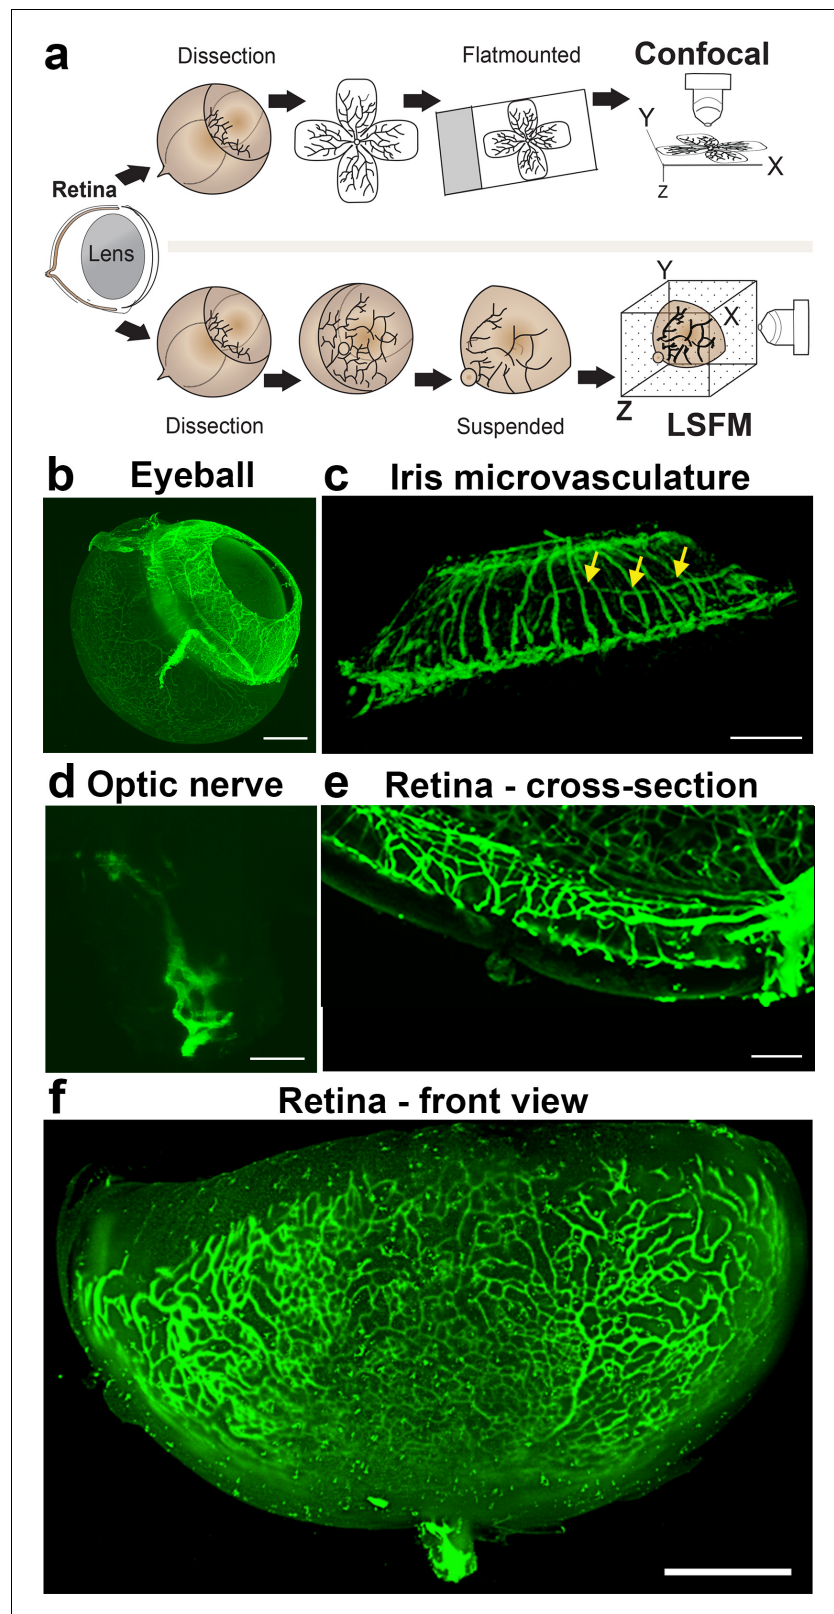 a
Dissection
Flatmounted
Confocal
Y
X
z
Retina
Lens
Y
X
Z
Dissection
Suspended
LSFM
b Eyeball
c Iris microvasculature
d Optic nerve
e Retina - cross-section
f
Retina - front view